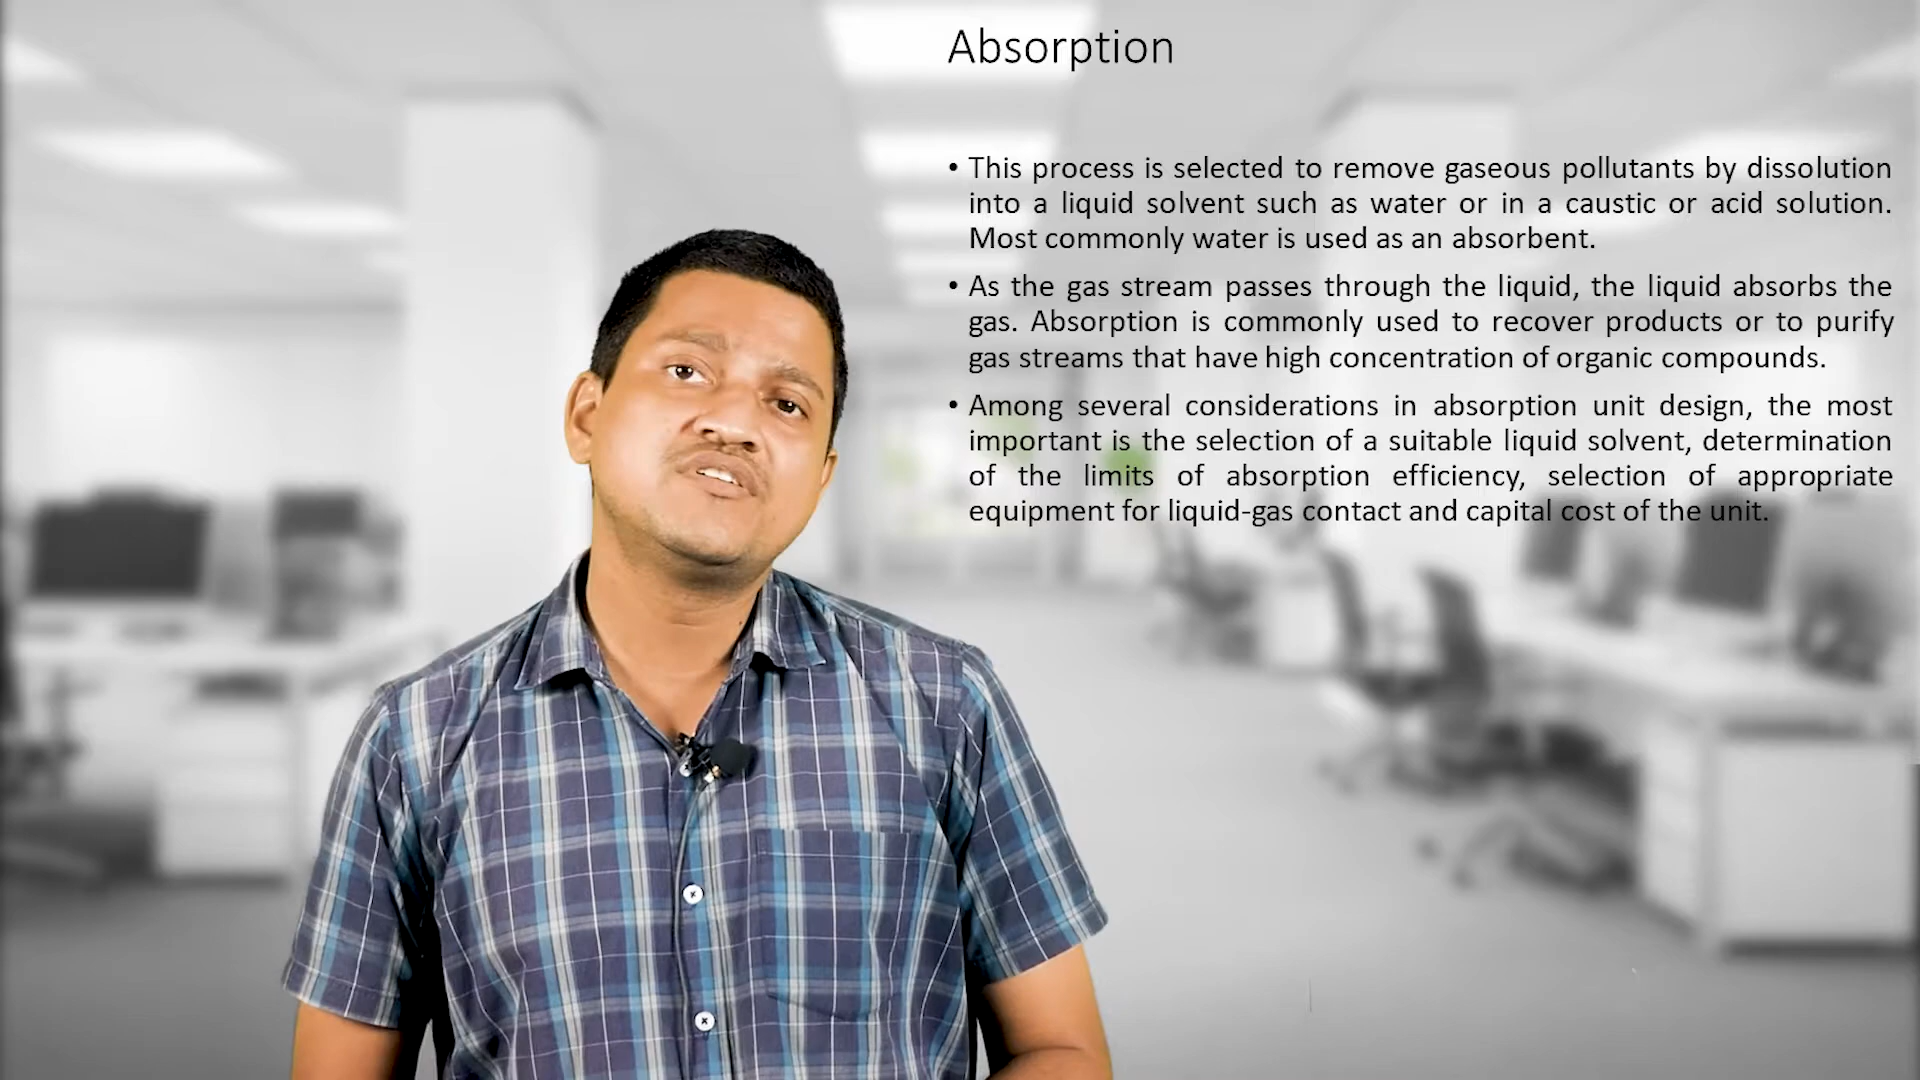 Absorption
• This process is selected to remove gaseous pollutants by dissolution
into a liquid solvent such as water or in a caustic or acid solution.
Most commonly water is used as an absorbent.
• As the gas stream passes through the liquid, the liquid absorbs the
gas. Absorption is commonly used to recover products or to purify
gas streams that have high concentration of organic compounds.
• Among several considerations in absorption unit design, the most
important is the selection of a suitable liquid solvent, determination
of the limits of absorption efficiency, selection of appropriate
equipment for liquid-gas contact and capital cost of the unit.